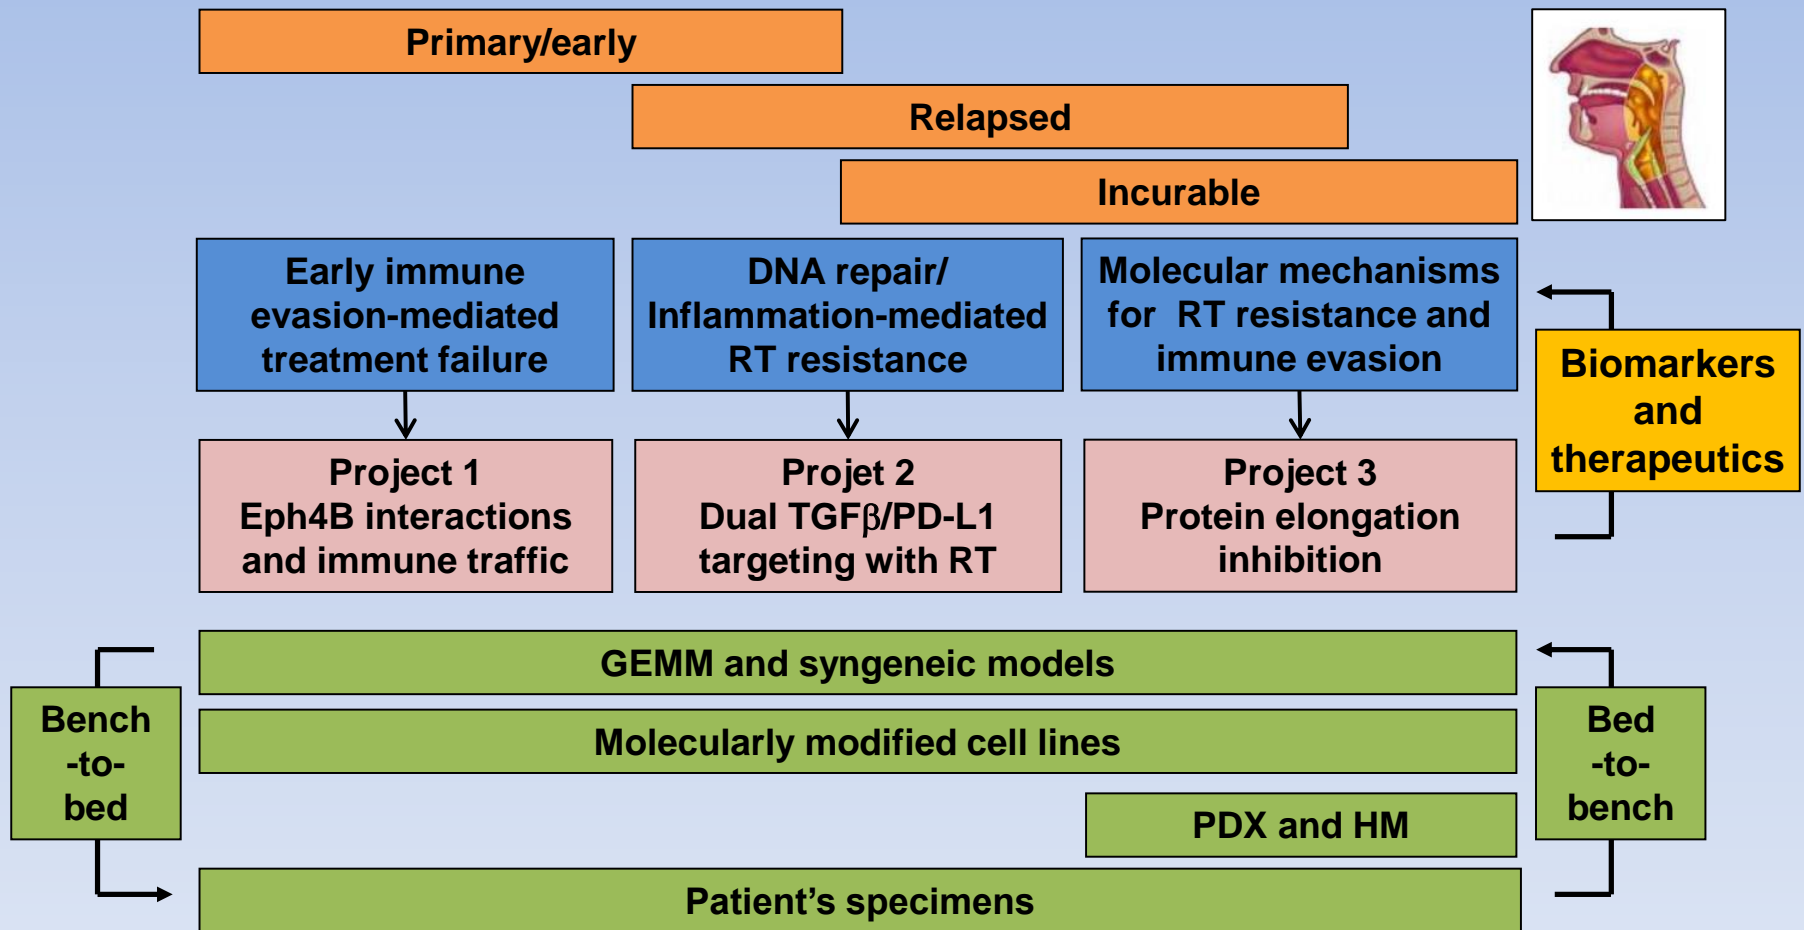 Primary/early
Relapsed
Incurable
Early immune
evasion-mediated
treatment failure
DNA repair/
Inflammation-mediated
RT resistance
Molecular mechanisms
for RT resistance and
immune evasion
Biomarkers
and
therapeutics
Project 1
Eph4B interactions
and immune traffic
Projet 2
Dual TGFβ/PD-L1
targeting with RT
Project 3
Protein elongation
inhibition
GEMM and syngeneic models
Bench
-to-
bed
Molecularly modified cell lines
Bed
-to-
bench
PDX and HM
Patient's specimens